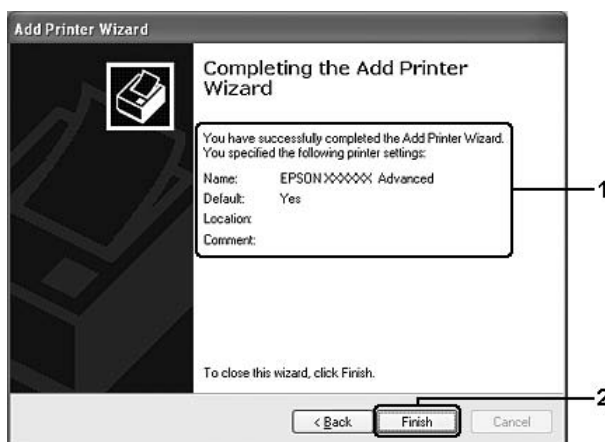 Add Printer Wizard
Completing the Add Printer
Wizard
You have successfully completed the Add Printer Wizard.
You specified the following printer settings:
Name: EPSON XXXXXX Advanced
Default: Yes
Location:
Comment:
1
To close this wizard, click Finish.
2
< Back Finish Cancel